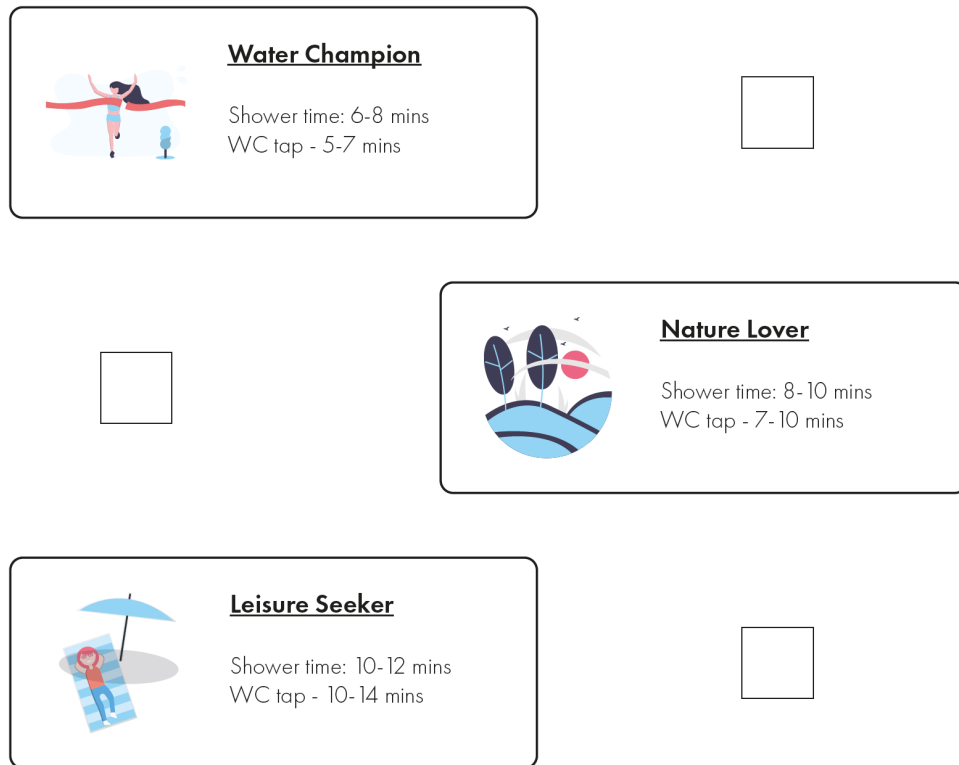 Water Champion
Shower time: 6-8 mins
WC tap - 5-7 mins
Nature Lover
Shower time: 8-10 mins
WC tap - 7-10 mins
Leisure Seeker
Shower time: 10-12 mins
WC tap - 10-14 mins